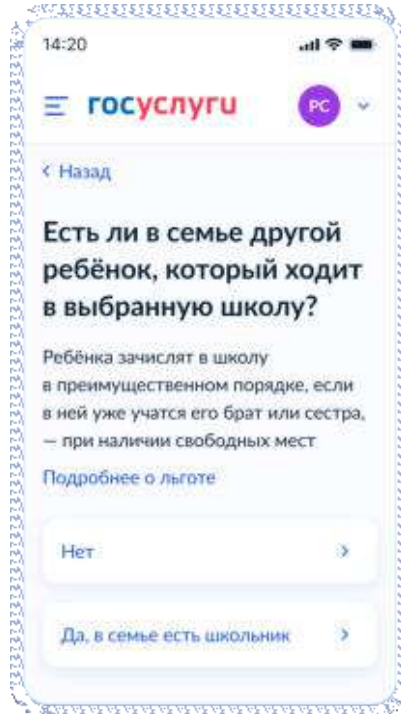 14:20
госуслуги
РС
Назад
Есть ли в семье другой
ребёнок, который ходит
в выбранную школу?
Ребёнка зачислят в школу
в преимущественном порядке, если
в ней уже учатся его брат или сестра,
— при наличии свободных мест
Подробнее о льготе
Нет
Да, в семье есть школьник